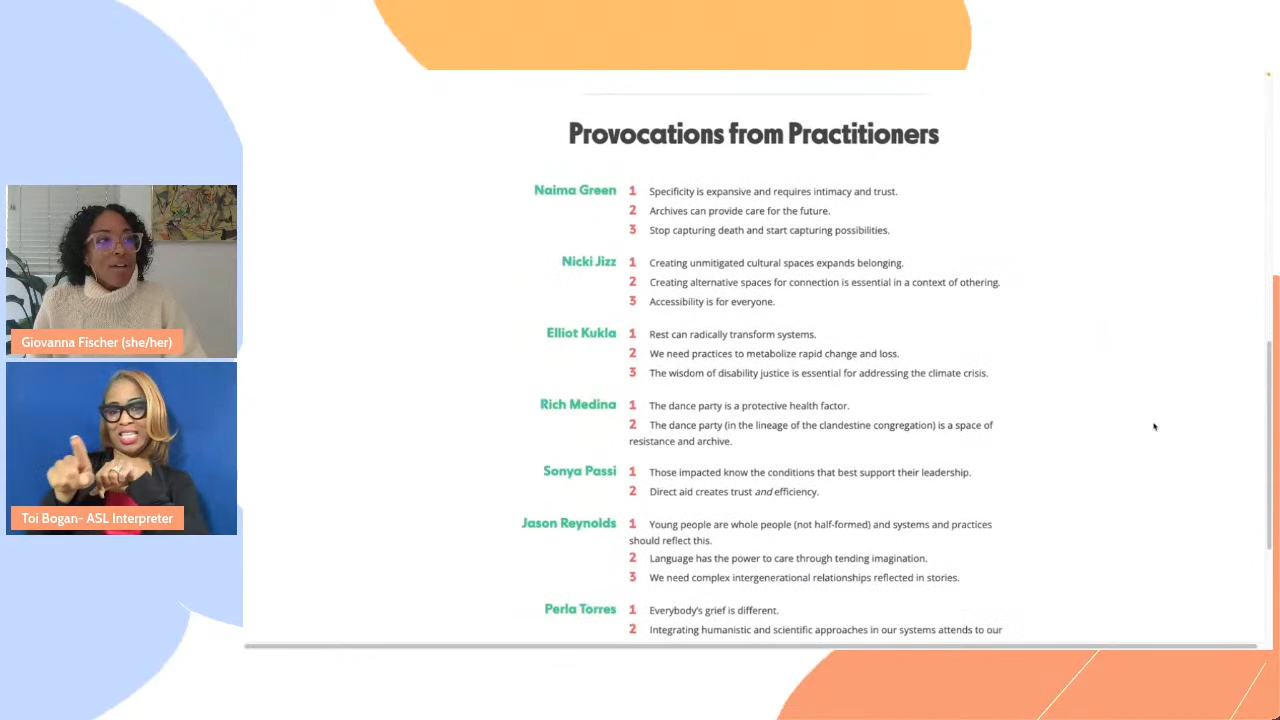 Provocations from Practitioners
Naima Green
1 Specificity is expansive and requires intimacy and trust.
2 Archives can provide care for the future.
3 Stop capturing death and start capturing possibilities.
Nicki Jizz
1 Creating unmitigated cultural spaces expands belonging.
2 Creating alternative spaces for connection is essential in a context of othering.
3 Accessibility is for everyone.
Elliot Kukla
1 Rest can radically transform systems.
2 We need practices to metabolize rapid change and loss.
3 The wisdom of disability justice is essential for addressing the climate crisis.
Rich Medina
1 The dance party is a protective health factor.
2 The dance party (in the lineage of the clandestine congregation) is a space of
resistance and archive.
Sonya Passi
1 Those impacted know the conditions that best support their leadership.
2 Direct aid creates trust and efficiency.
Jason Reynolds
1 Young people are whole people (not half-formed) and systems and practices
should reflect this.
2 Language has the power to care through tending imagination.
3 We need complex intergenerational relationships reflected in stories.
Perla Torres
1 Everybody's grief is different.
2 Integrating humanistic and scientific approaches in our systems attends to our
Giovanna Fischer (she/her)
Toi Bogan- ASL Interpreter